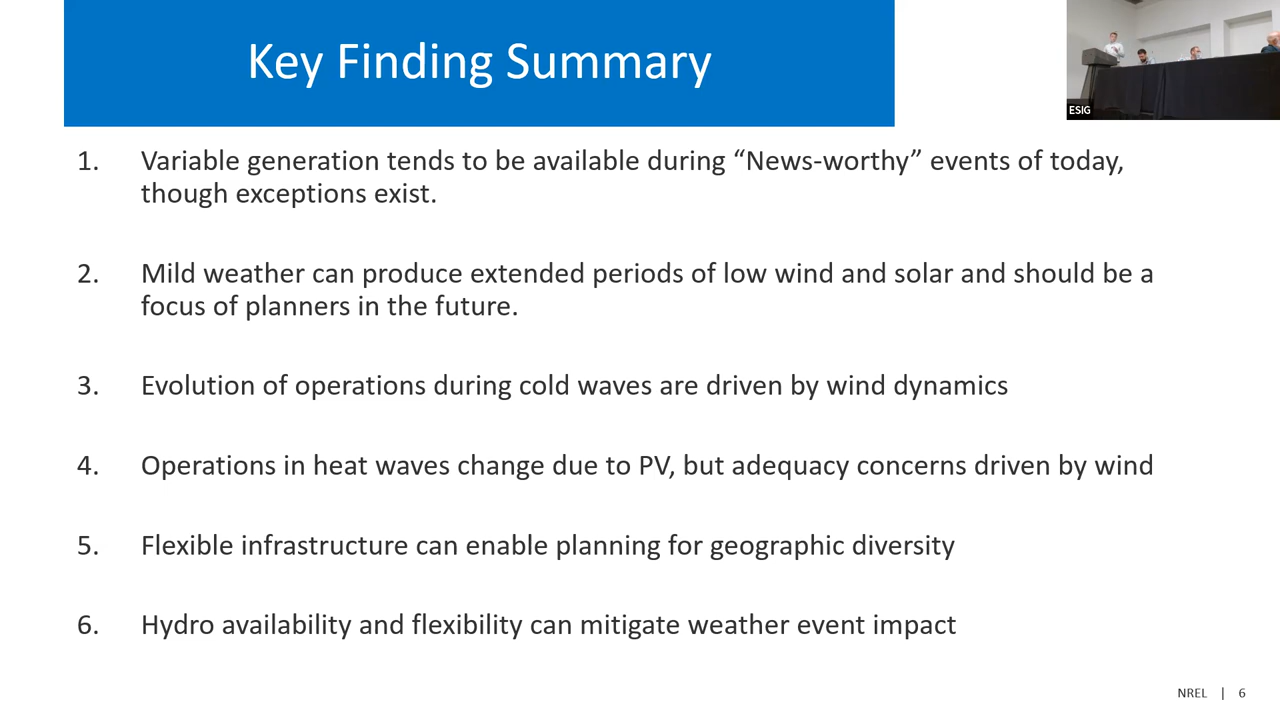 Key Finding Summary
ESIG
1. Variable generation tends to be available during “News-worthy” events of today,
though exceptions exist.
2. Mild weather can produce extended periods of low wind and solar and should be a
focus of planners in the future.
3. Evolution of operations during cold waves are driven by wind dynamics
4. Operations in heat waves change due to PV, but adequacy concerns driven by wind
5. Flexible infrastructure can enable planning for geographic diversity
6. Hydro availability and flexibility can mitigate weather event impact
NREL | 6